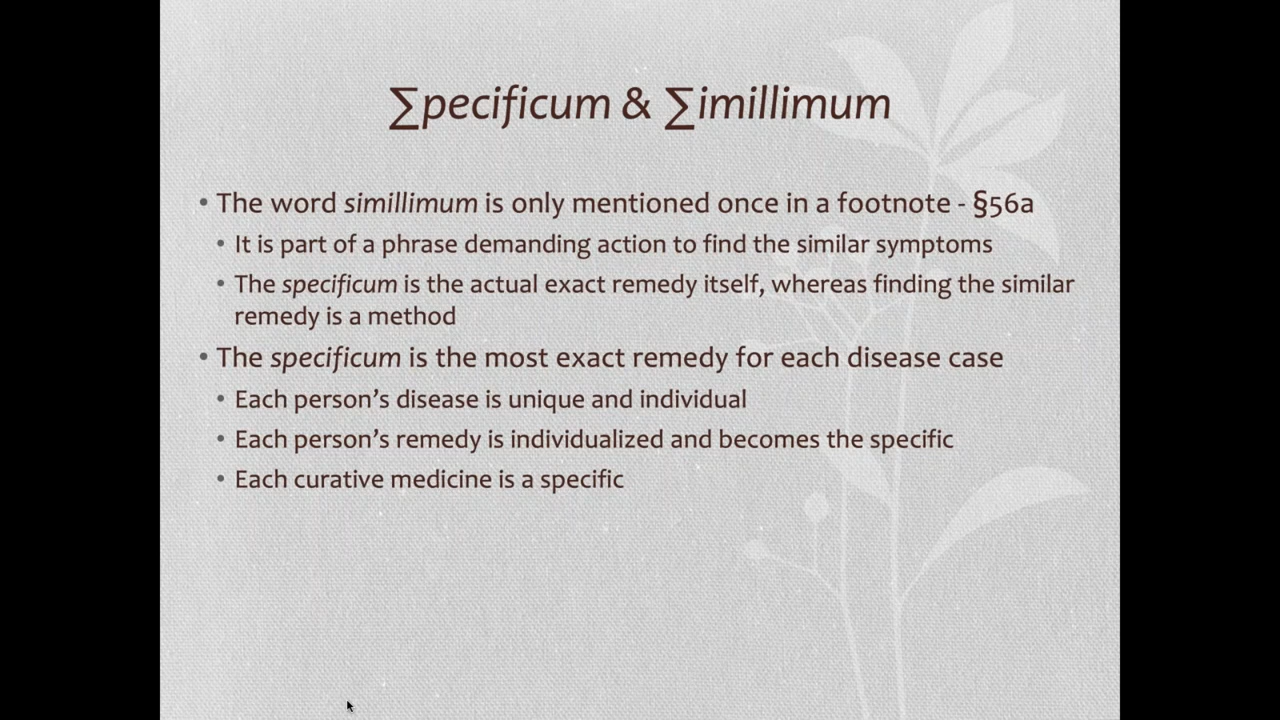 ∑pecificum & ∑imillimum
• The word simillimum is only mentioned once in a footnote - §56a
• It is part of a phrase demanding action to find the similar symptoms
• The specificum is the actual exact remedy itself, whereas finding the similar
remedy is a method
• The specificum is the most exact remedy for each disease case
• Each person’s disease is unique and individual
• Each person’s remedy is individualized and becomes the specific
• Each curative medicine is a specific